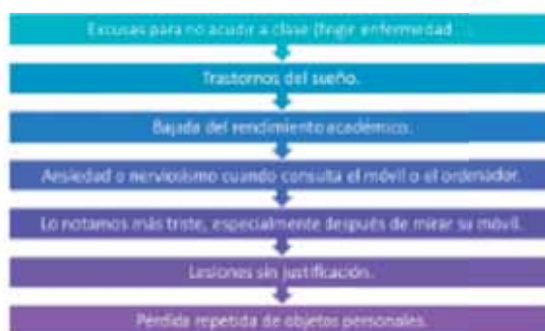 Excusas para no acudir a clase (fingir enfermedad ...).
Trastornos del sueño.
Bajada del rendimiento académico.
Ansiedad o nerviosismo cuando consulta el móvil o el ordenador.
Lo notamos más triste, especialmente después de mirar su móvil.
Lesiones sin justificación.
Pérdida repetida de objetos personales.